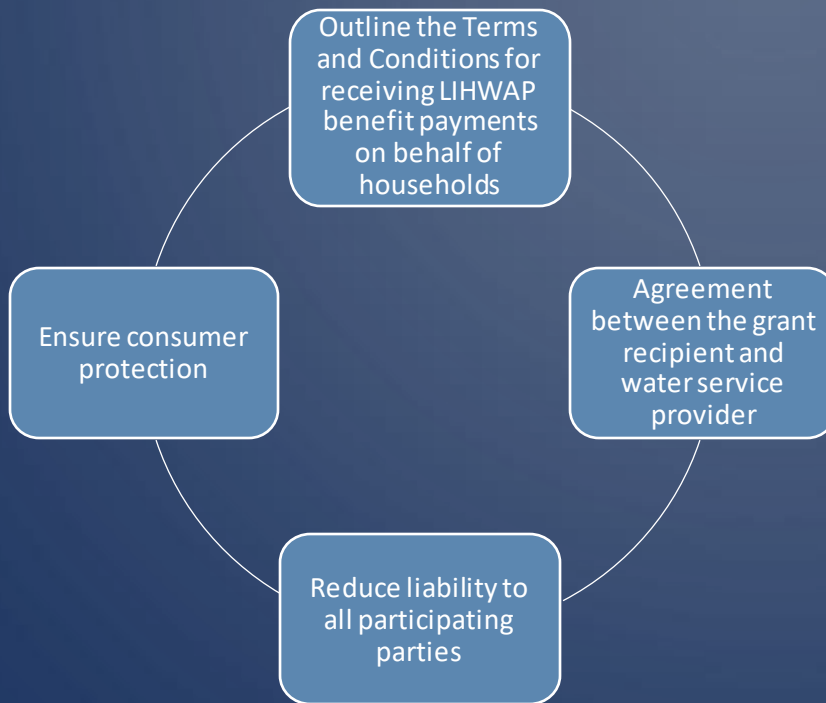 Outline the Terms
and Conditions for
receiving LIHWAP
benefit payments
on behalf of
households
Agreement
between the grant
recipient and
water service
provider
Reduce liability to
all participating
parties
Ensure consumer
protection